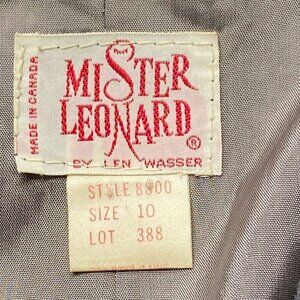 MISTER
LEONARD ®
BY LEN WASSER
MADE IN CANADA
STYLE 8900
SIZE 10
LOT 388